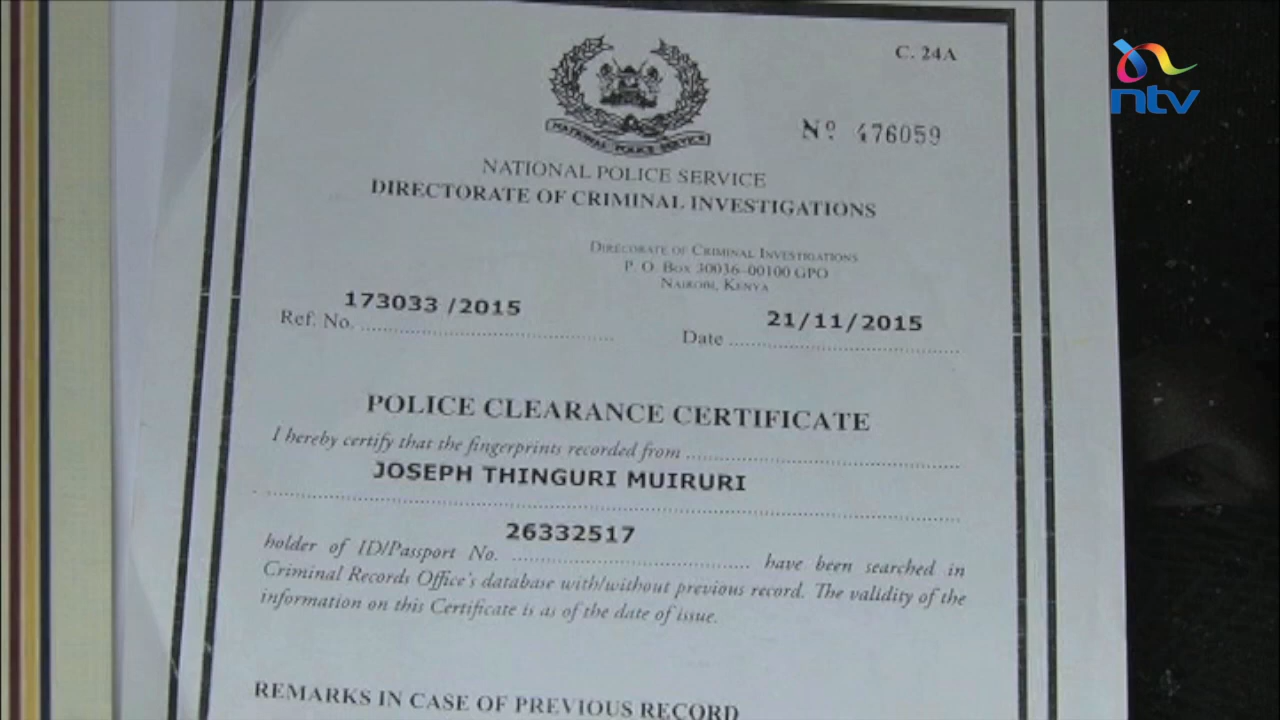 C. 24A
ntv
NATIONAL POLICE SERVICE
Nº 476059
NATIONAL POLICE SERVICE
DIRECTORATE OF CRIMINAL INVESTIGATIONS
DIRECORATE OF CRIMINAL INVESTIGATIONS
P. O. Box 30036-00100 GPO
NAIROBI, KENYA
Ref. No. 173033 /2015
Date 21/11/2015
POLICE CLEARANCE CERTIFICATE
I hereby certify that the fingerprints recorded from
JOSEPH THINGURI MUIRURI
26332517
holder of ID/Passport No. have been searched in
Criminal Records Office's database with/without previous record. The validity of the
information on this Certificate is as of the date of issue.
REMARKS IN CASE OF PREVIOUS RECORD